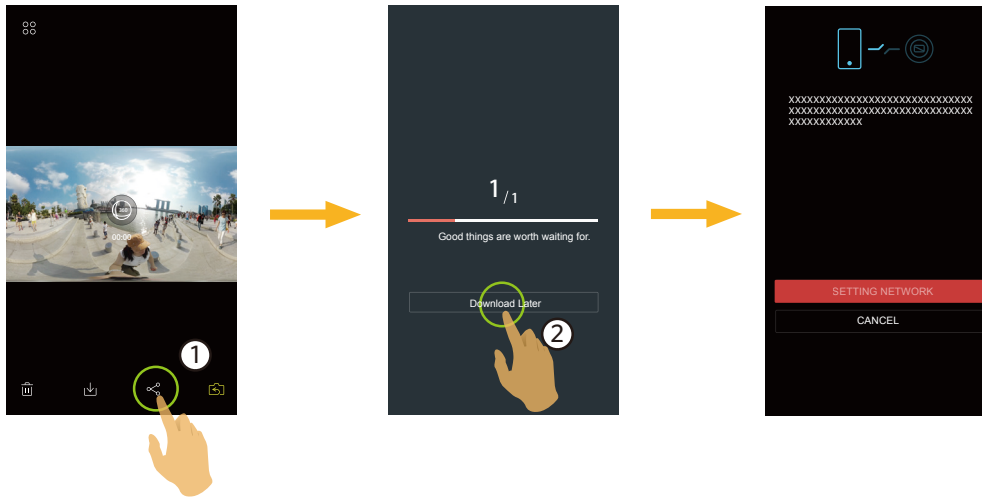 360
00:00
1
1/1
Good things are worth waiting for.
Download Later
2
XXXXXXXXXXXXXXXXXXXXXXXXXXXXXX
XXXXXXXXXXXXXXXXXXXXXXXXXXXXXX
XXXXXXXXXXXX
SETTING NETWORK
CANCEL